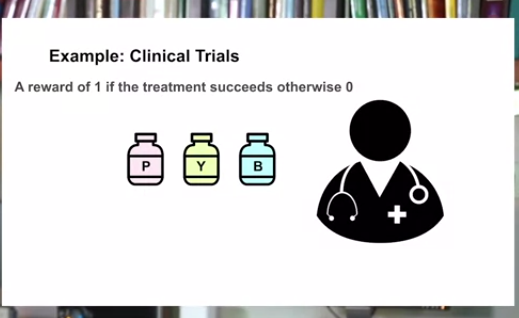 Example: Clinical Trials
A reward of 1 if the treatment succeeds otherwise 0
P Y B